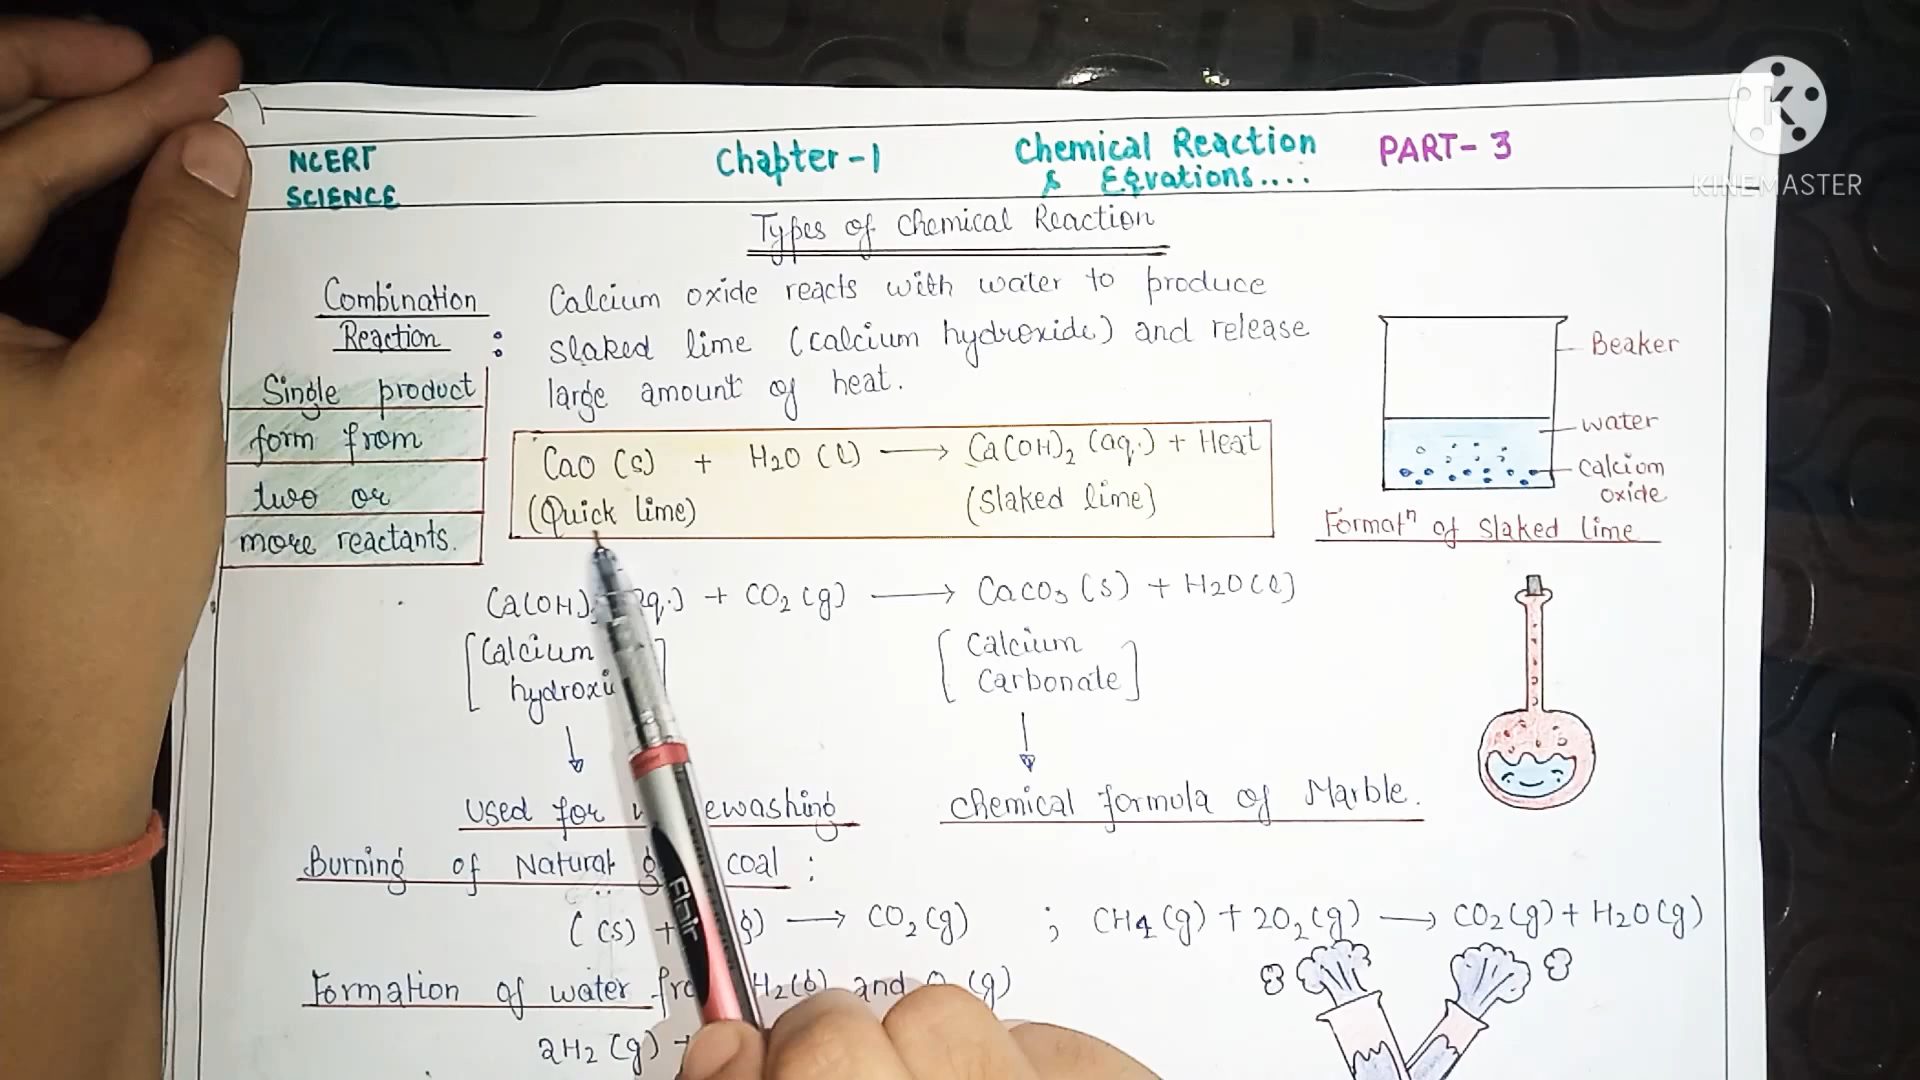 NCERT
SCIENCE
Chapter-1
Chemical Reaction
& Equations....
PART-3
KINEMASTER
Types of Chemical Reaction
Combination
Reaction :
Single product
form from
two or
more reactants.
Calcium oxide reacts with water to produce
slaked lime (calcium hydroxide) and release
large amount of heat.
CaO (s) + H2O (l) → Ca(OH)2 (aq.) + Heat
(Quick lime) (Slaked lime)
Beaker
water
calcium
oxide
Formatⁿ of slaked lime
Ca(OH) + CO2 (g) → CaCO3 (s) + H2O(l)
[Calcium
[Calcium
Carbonate]
used for
chemical formula of Marble.
Burning of Natural coal :
(s) + → CO2(g) ; CH4(g) + 2O2(g) → CO2(g) + H2O(g)
Formation of water H2(g) and (g)
2H2 (g) +
Flair